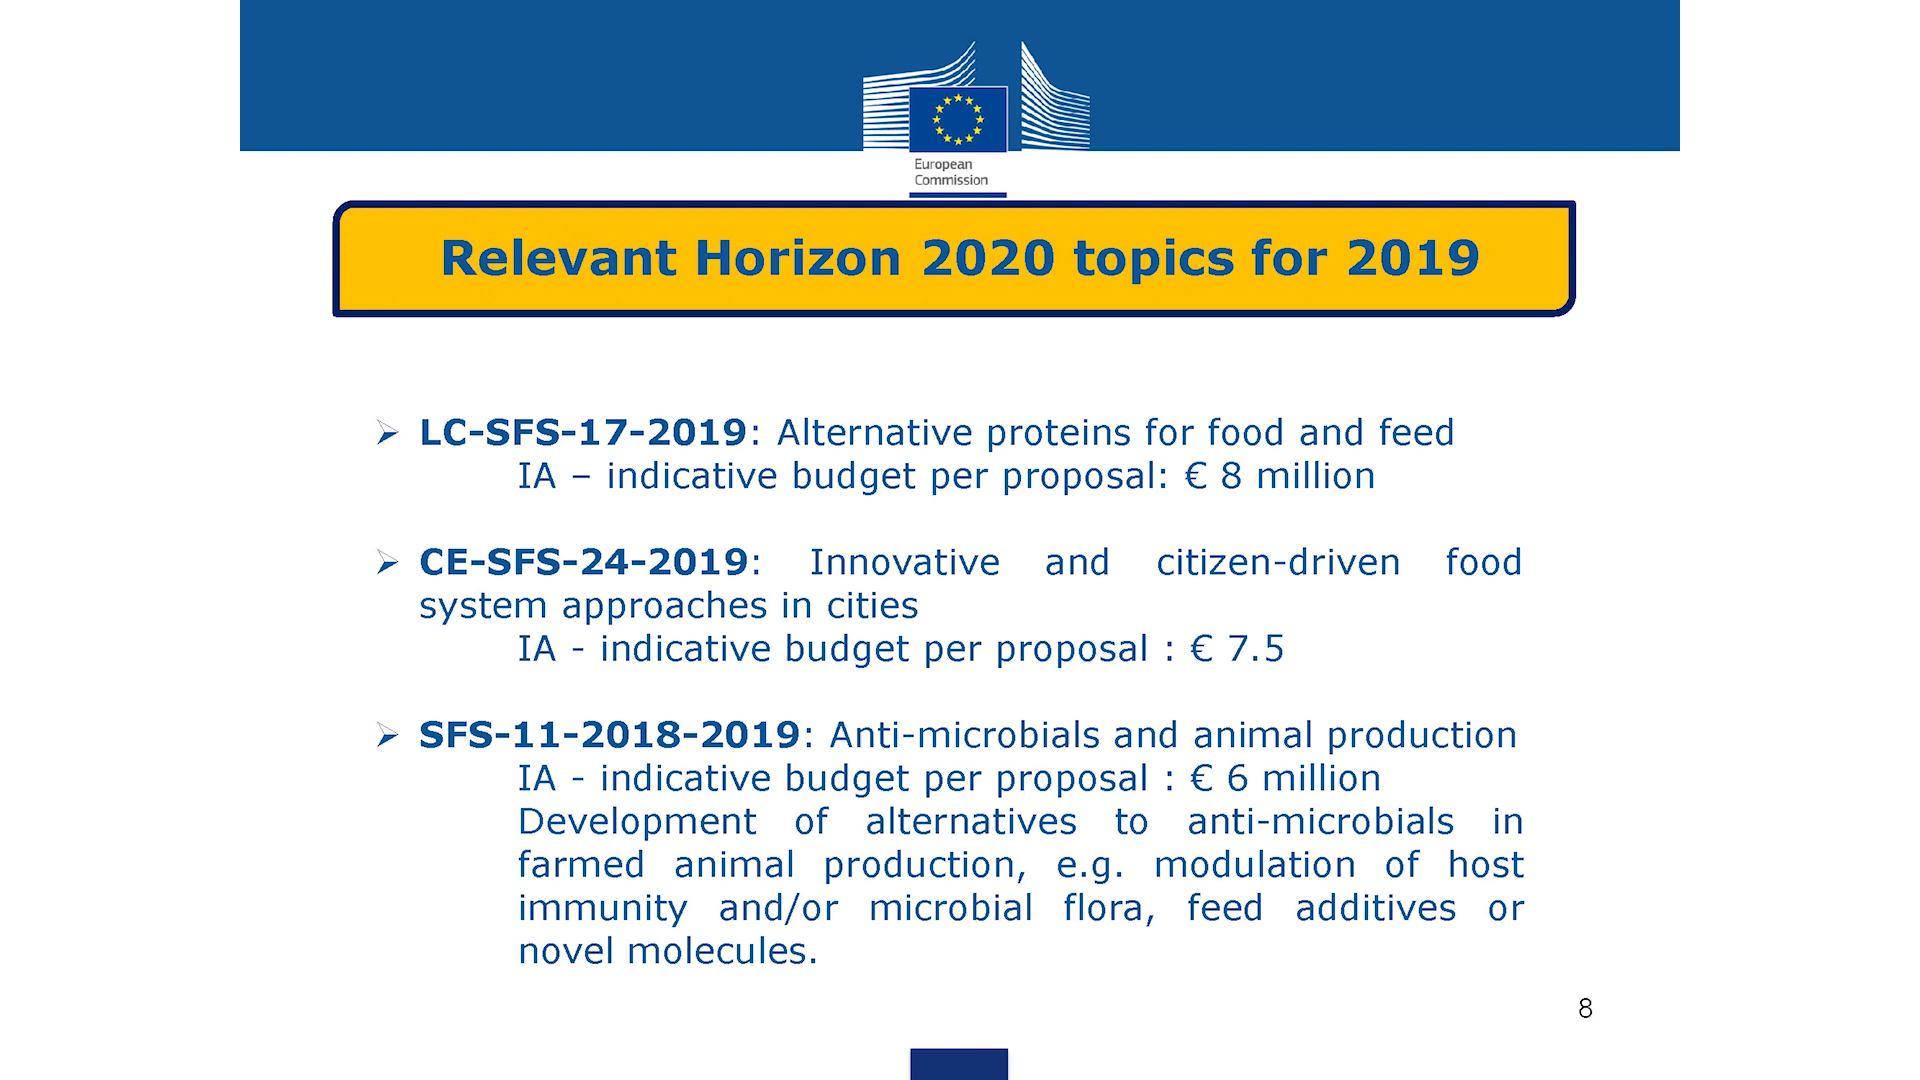 European
Commission
Relevant Horizon 2020 topics for 2019
LC-SFS-17-2019: Alternative proteins for food and feed
IA – indicative budget per proposal: € 8 million
CE-SFS-24-2019: Innovative and citizen-driven food
system approaches in cities
IA - indicative budget per proposal : € 7.5
SFS-11-2018-2019: Anti-microbials and animal production
IA - indicative budget per proposal : € 6 million
Development of alternatives to anti-microbials in
farmed animal production, e.g. modulation of host
immunity and/or microbial flora, feed additives or
novel molecules.
8